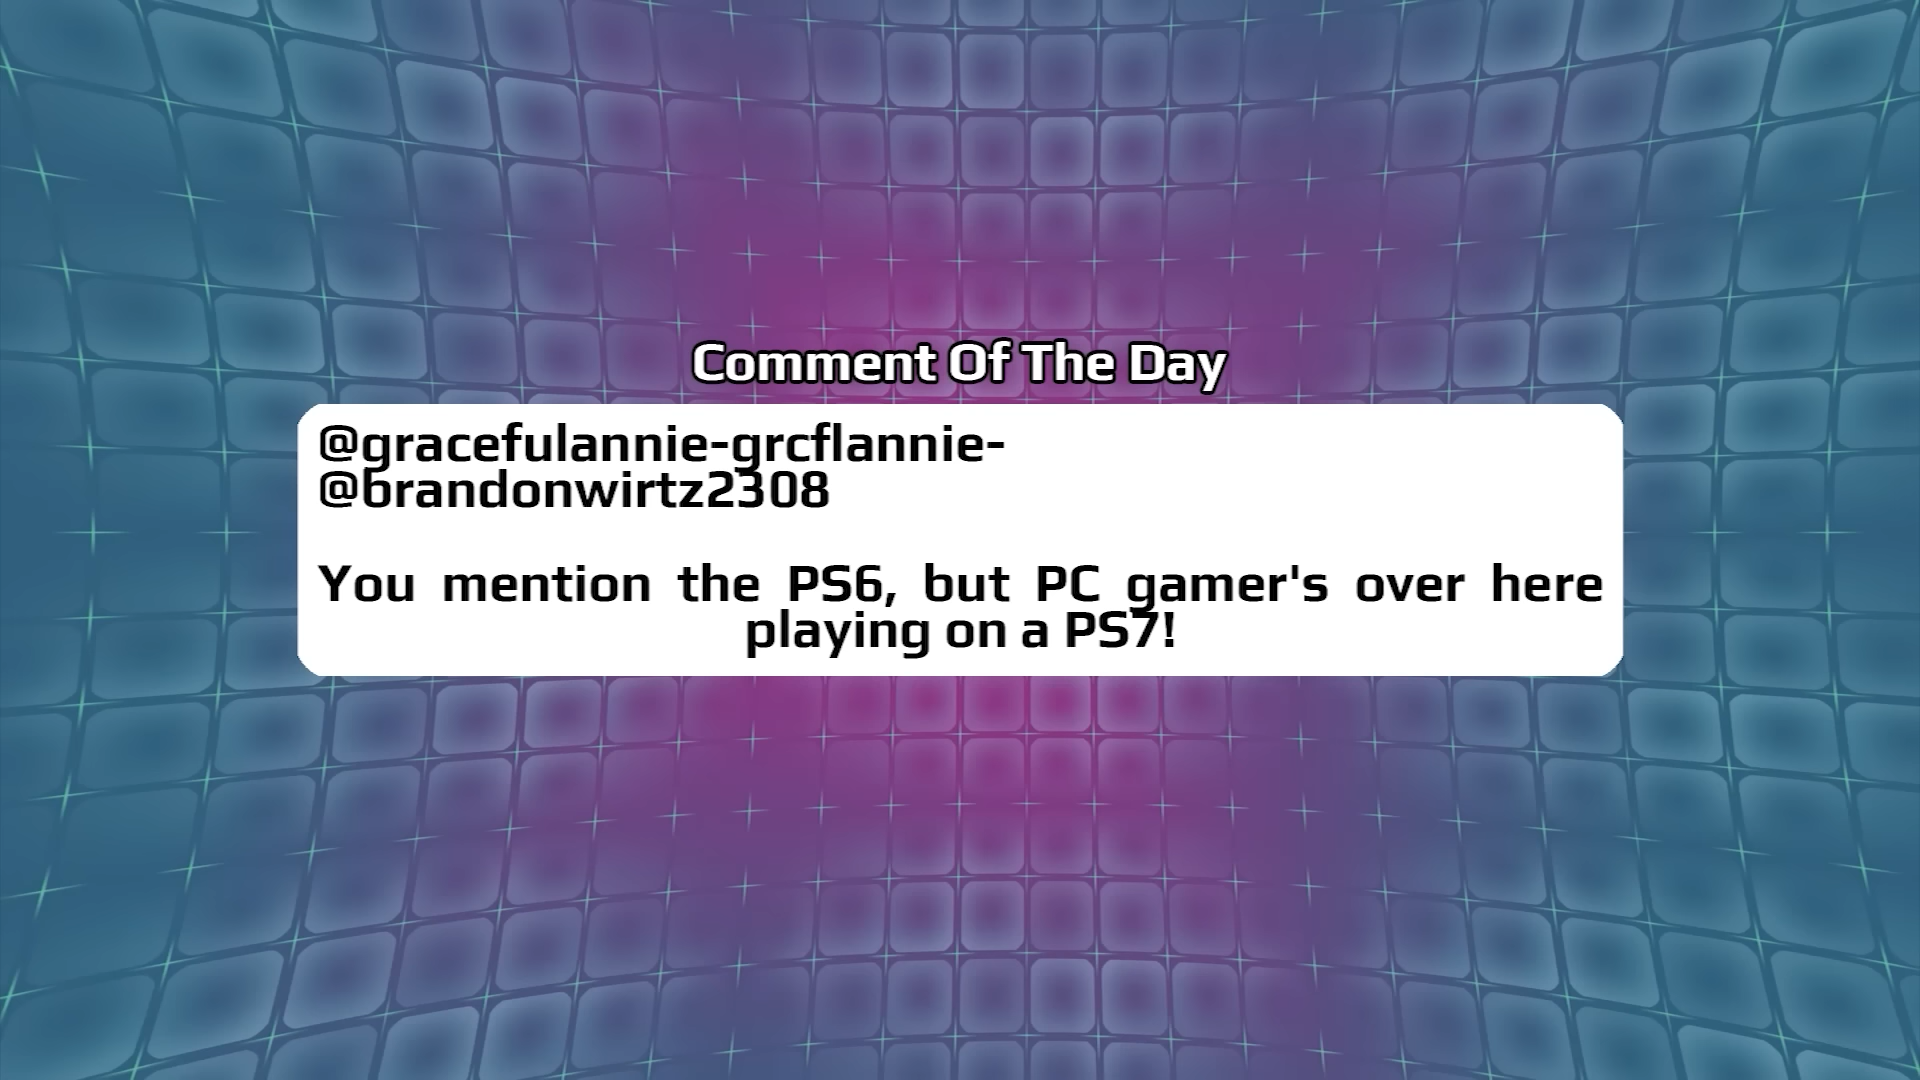 Comment Of The Day
@gracefulannie-grcflannie-
@brandonwirtz2308
You mention the PS6, but PC gamer's over here
playing on a PS7!